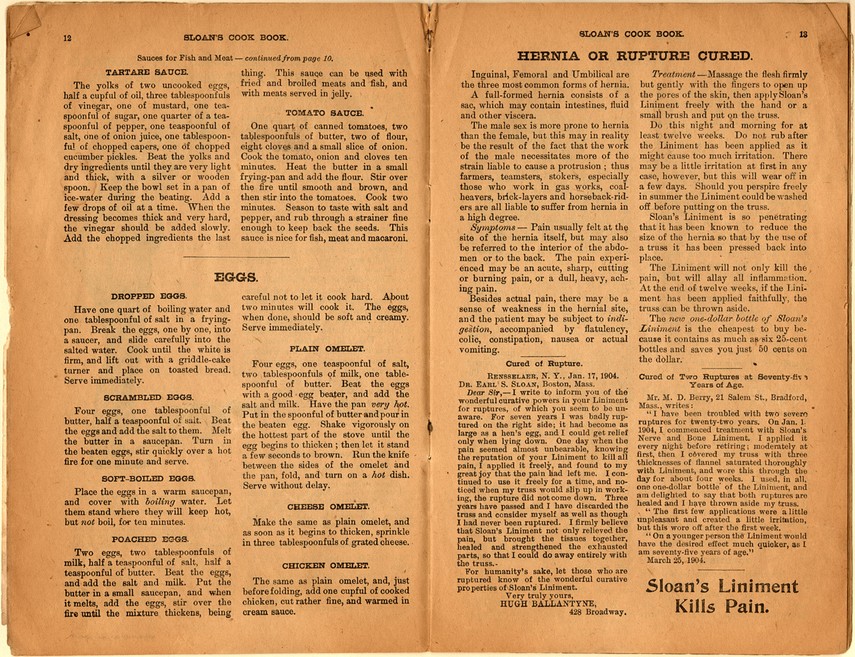 12
SLOAN'S COOK BOOK.
Sauces for Fish and Meat — continued from page 10.
TARTARE SAUCE.
The yolks of two uncooked eggs,
half a cupful of oil, three tablespoonfuls
of vinegar, one of mustard, one tea-
spoonful of sugar, one quarter of a tea-
spoonful of pepper, one teaspoonful of
salt, one of onion juice, one tablespoon-
ful of chopped capers, one of chopped
cucumber pickles. Beat the yolks and
dry ingredients until they are very light
and thick, with a silver or wooden
spoon. Keep the bowl set in a pan of
ice-water during the beating. Add a
few drops of oil at a time. When the
dressing becomes thick and very hard,
the vinegar should be added slowly.
Add the chopped ingredients the last
thing. This sauce can be used with
fried and broiled meats and fish, and
with meats served in jelly.
TOMATO SAUCE.
One quart of canned tomatoes, two
tablespoonfuls of butter, two of flour,
eight cloves and a small slice of onion.
Cook the tomato, onion and cloves ten
minutes. Heat the butter in a small
frying-pan and add the flour. Stir over
the fire until smooth and brown, and
then stir into the tomatoes. Cook two
minutes. Season to taste with salt and
pepper, and rub through a strainer fine
enough to keep back the seeds. This
sauce is nice for fish, meat and macaroni.
EGGS.
DROPPED EGGS.
Have one quart of boiling water and
one tablespoonful of salt in a frying-
pan. Break the eggs, one by one, into
a saucer, and slide carefully into the
salted water. Cook until the white is
firm, and lift out with a griddle-cake
turner and place on toasted bread.
Serve immediately.
SCRAMBLED EGGS.
Four eggs, one tablespoonful of
butter, half a teaspoonful of salt. Beat
the eggs and add the salt to them. Melt
the butter in a saucepan. Turn in
the beaten eggs, stir quickly over a hot
fire for one minute and serve.
SOFT-BOILED EGGS.
Place the eggs in a warm saucepan,
and cover with boiling water. Let
them stand where they will keep hot,
but not boil, for ten minutes.
POACHED EGGS.
Two eggs, two tablespoonfuls of
milk, half a teaspoonful of salt, half a
teaspoonful of butter. Beat the eggs,
and add the salt and milk. Put the
butter in a small saucepan, and when
it melts, add the eggs, stir over the
fire until the mixture thickens, being
careful not to let it cook hard. About
two minutes will cook it. The eggs,
when done, should be soft and creamy.
Serve immediately.
PLAIN OMELET.
Four eggs, one teaspoonful of salt,
two tablespoonfuls of milk, one table-
spoonful of butter. Beat the eggs
with a good egg beater, and add the
salt and milk. Have the pan very hot.
Put in the spoonful of butter and pour in
the beaten egg. Shake vigorously on
the hottest part of the stove until the
egg begins to thicken; then let it stand
a few seconds to brown. Run the knife
between the sides of the omelet and
the pan, fold, and turn on a hot dish.
Serve without delay.
CHEESE OMELET.
Make the same as plain omelet, and
as soon as it begins to thicken, sprinkle
in three tablespoonfuls of grated cheese.
CHICKEN OMELET.
The same as plain omelet, and, just
before folding, add one cupful of cooked
chicken, cut rather fine, and warmed in
cream sauce.
SLOAN'S COOK BOOK.
13
HERNIA OR RUPTURE CURED.
Inguinal, Femoral and Umbilical are
the three most common forms of hernia.
A full-formed hernia consists of a
sac, which may contain intestines, fluid
and other viscera.
The male sex is more prone to hernia
than the female, but this may in reality
be the result of the fact that the work
of the male necessitates more of the
strain liable to cause a protrusion; thus
farmers, teamsters, stokers, especially
those who work in gas works, coal-
heavers, brick-layers and horseback-rid-
ers are all liable to suffer from hernia in
a high degree.
Symptoms — Pain usually felt at the
site of the hernia itself, but may also
be referred to the interior of the abdo-
men or to the back. The pain experi-
enced may be an acute, sharp, cutting
or burning pain, or a dull, heavy, ach-
ing pain.
Besides actual pain, there may be a
sense of weakness in the hernial site,
and the patient may be subject to indi-
gestion, accompanied by flatulency,
colic, constipation, nausea or actual
vomiting.
Cured of Rupture.
RENSSELAER, N. Y., Jan. 17, 1904.
DR. EARL S. SLOAN, Boston, Mass.
Dear Sir,—I write to inform you of the
wonderful curative powers in your Liniment
for ruptures, of which you seem to be un-
aware. For seven years I was badly rup-
tured on the right side; it had become as
large as a hen's egg, and I could get relief
only when lying down. One day when the
pain seemed almost unbearable, knowing
the reputation of your Liniment to kill all
pain, I applied it freely, and found to my
great joy that the pain had left me. I con-
tinued to use it freely for a time, and no-
ticed when my truss would slip up in work-
ing, the rupture did not come down. Three
years have passed and I have discarded the
truss and consider myself as well as though
I had never been ruptured. I firmly believe
that Sloan's Liniment not only relieved the
pain, but brought the tissues together,
healed and strengthened the exhausted
parts, so that I could do away entirely with
the truss.
For humanity's sake, let those who are
ruptured know of the wonderful curative
properties of Sloan's Liniment.
Very truly yours,
HUGH BALLANTYNE,
428 Broadway.
Treatment — Massage the flesh firmly
but gently with the fingers to open up
the pores of the skin, then apply Sloan's
Liniment freely with the hand or a
small brush and put on the truss.
Do this night and morning for at
least twelve weeks. Do not rub after
the Liniment has been applied as it
might cause too much irritation. There
may be a little irritation at first in any
case, however, but this will wear off in
a few days. Should you perspire freely
in summer the Liniment could be washed
off before putting on the truss.
Sloan's Liniment is so penetrating
that it has been known to reduce the
size of the hernia so that by the use of
a truss it has been pressed back into
place.
The Liniment will not only kill the
pain, but will allay all inflammation.
At the end of twelve weeks, if the Lini-
ment has been applied faithfully, the
truss can be thrown aside.
The new one-dollar bottle of Sloan's
Liniment is the cheapest to buy be-
cause it contains as much as six 25-cent
bottles and saves you just 50 cents on
the dollar.
Cured of Two Ruptures at Seventy-five
Years of Age.
Mr. M. D. Berry, 21 Salem St., Bradford,
Mass., writes:
"I have been troubled with two severe
ruptures for twenty-two years. On Jan. 1,
1904, I commenced treatment with Sloan's
Nerve and Bone Liniment. I applied it
every night before retiring; moderately at
first, then I covered my truss with three
thicknesses of flannel saturated thoroughly
with Liniment, and wore this through the
day for about four weeks. I used, in all,
one one-dollar bottle of the Liniment, and
am delighted to say that both ruptures are
healed and I have thrown aside my truss.
"The first few applications were a little
unpleasant and created a little irritation,
but this wore off after the first week.
"On a younger person the Liniment would
have the desired effect much quicker, as I
am seventy-five years of age."
March 25, 1904.
Sloan's Liniment
Kills Pain.